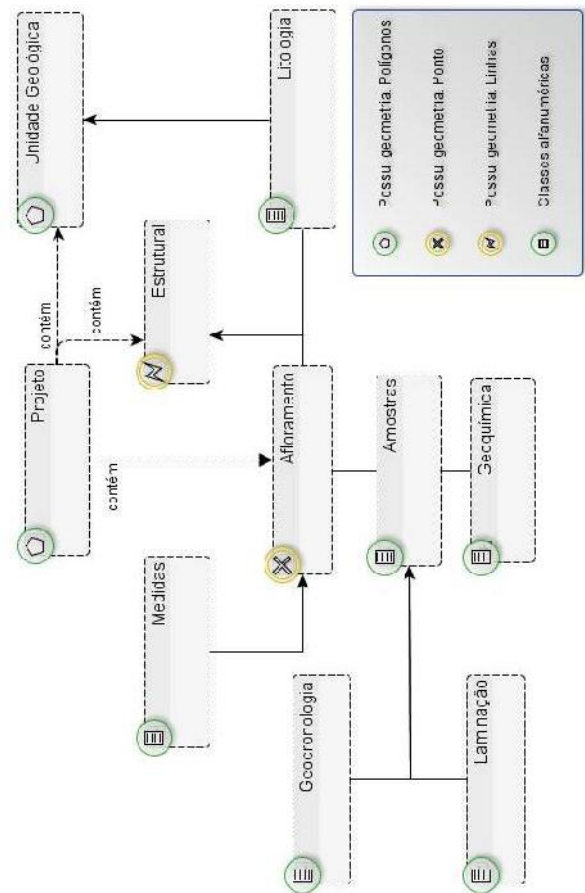 Projeto
Unidade Geológica
contém
contém
Estrutural
contém
Medidas
Afloramento
Litologia
Geocronologia
Amostras
Laminação
Geoquímica
Possui geometria: Polígonos
Possui geometria: Ponto
Possui geometria: Linhas
Classes alfanuméricas